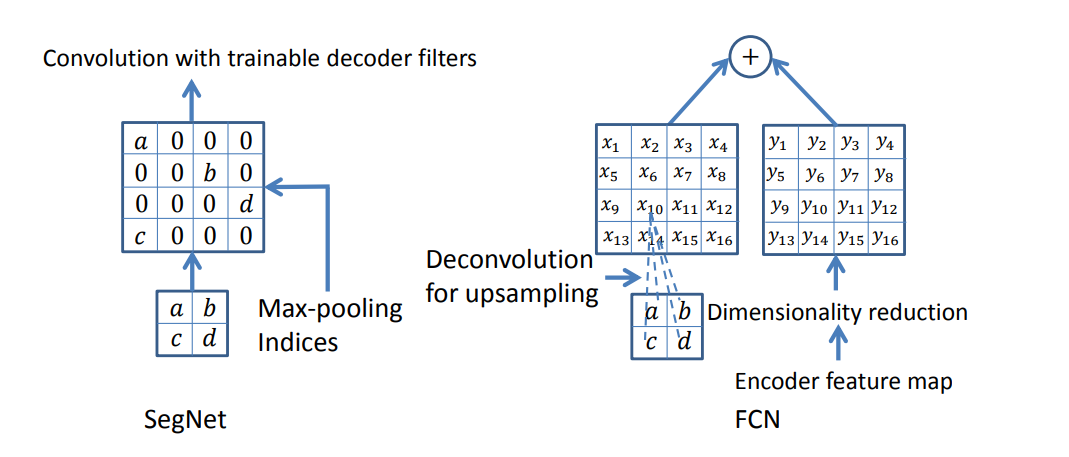 Convolution with trainable decoder filters
a 0 0 0
0 0 b 0
0 0 0 d
c 0 0 0
a b
c d
Max-pooling
Indices
SegNet
+
x₁ x₂ x₃ x₄
x₅ x₆ x₇ x₈
x₉ x₁₀ x₁₁ x₁₂
x₁₃ x₁₄ x₁₅ x₁₆
y₁ y₂ y₃ y₄
y₅ y₆ y₇ y₈
y₉ y₁₀ y₁₁ y₁₂
y₁₃ y₁₄ y₁₅ y₁₆
Deconvolution
for upsampling
a b
c d
Dimensionality reduction
Encoder feature map
FCN